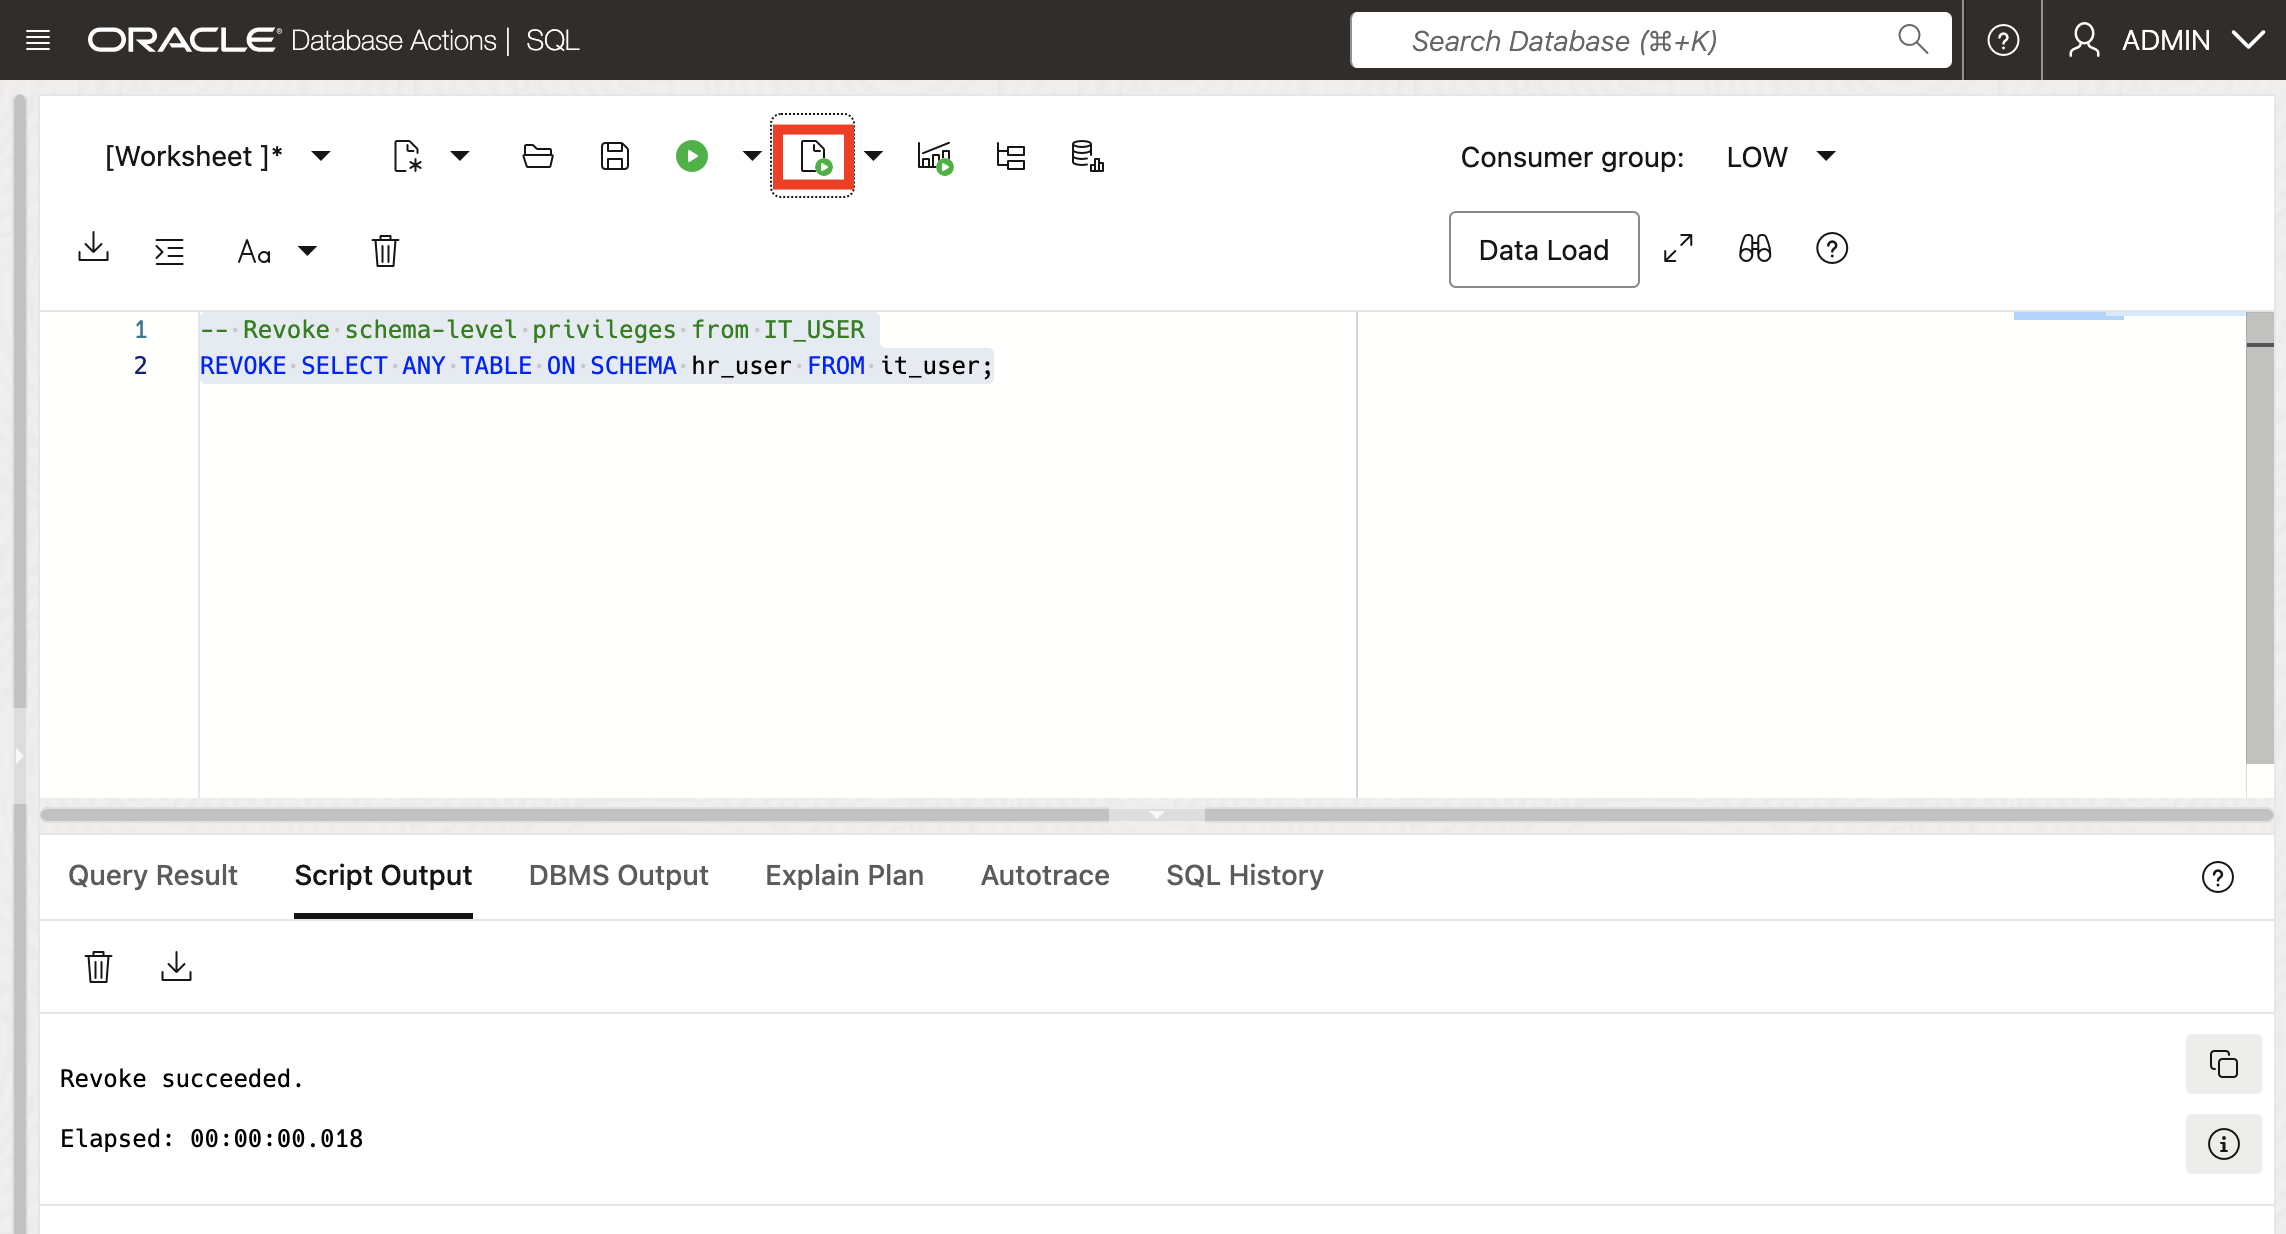 ORACLE Database Actions | SQL
Search Database (⌘+K)
ADMIN
[Worksheet ]*
Consumer group: LOW
Aa
Data Load
1 -- Revoke schema-level privileges from IT_USER
2 REVOKE SELECT ANY TABLE ON SCHEMA hr_user FROM it_user;
Query Result Script Output DBMS Output Explain Plan Autotrace SQL History
Revoke succeeded.
Elapsed: 00:00:00.018